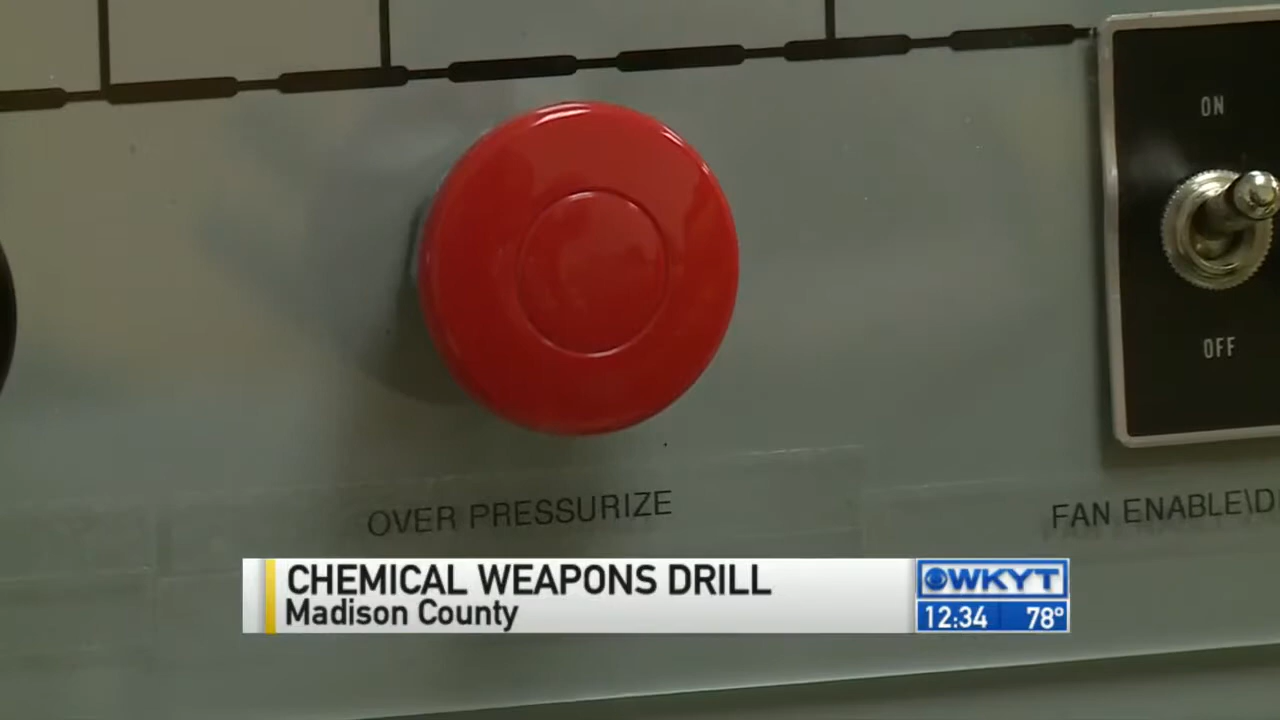 ON
OFF
OVER PRESSURIZE
FAN ENABLE\D
CHEMICAL WEAPONS DRILL
Madison County
WKYT
12:34 78°